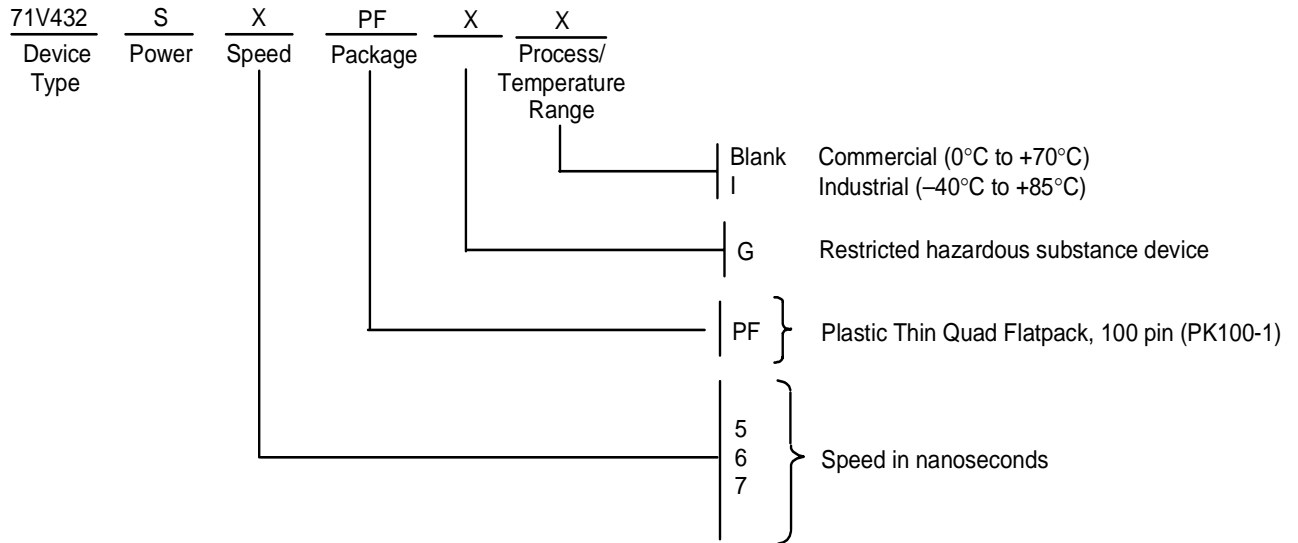 71V432 S X PF X X
Device Power Speed Package Process/
Type Temperature
Range
Blank Commercial (0°C to +70°C)
I Industrial (–40°C to +85°C)
G Restricted hazardous substance device
PF Plastic Thin Quad Flatpack, 100 pin (PK100-1)
5
6 Speed in nanoseconds
7